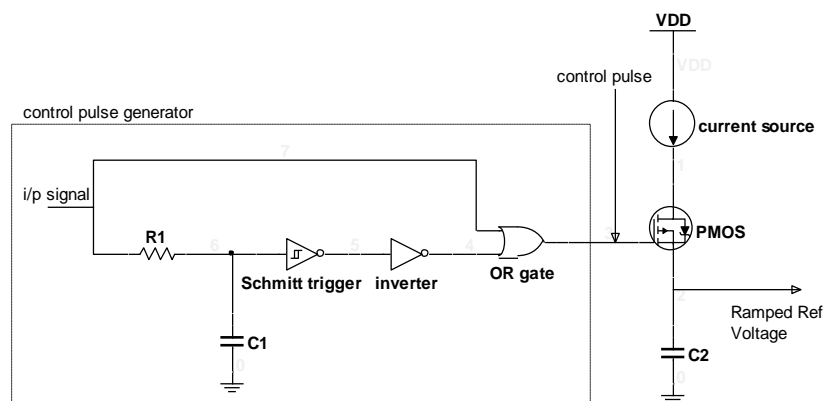 VDD
VDD
control pulse
control pulse generator
current source
7
1
i/p signal
R1
6
5
4
3
PMOS
Schmitt trigger
inverter
OR gate
2
Ramped Ref
Voltage
C1
C2
0
0